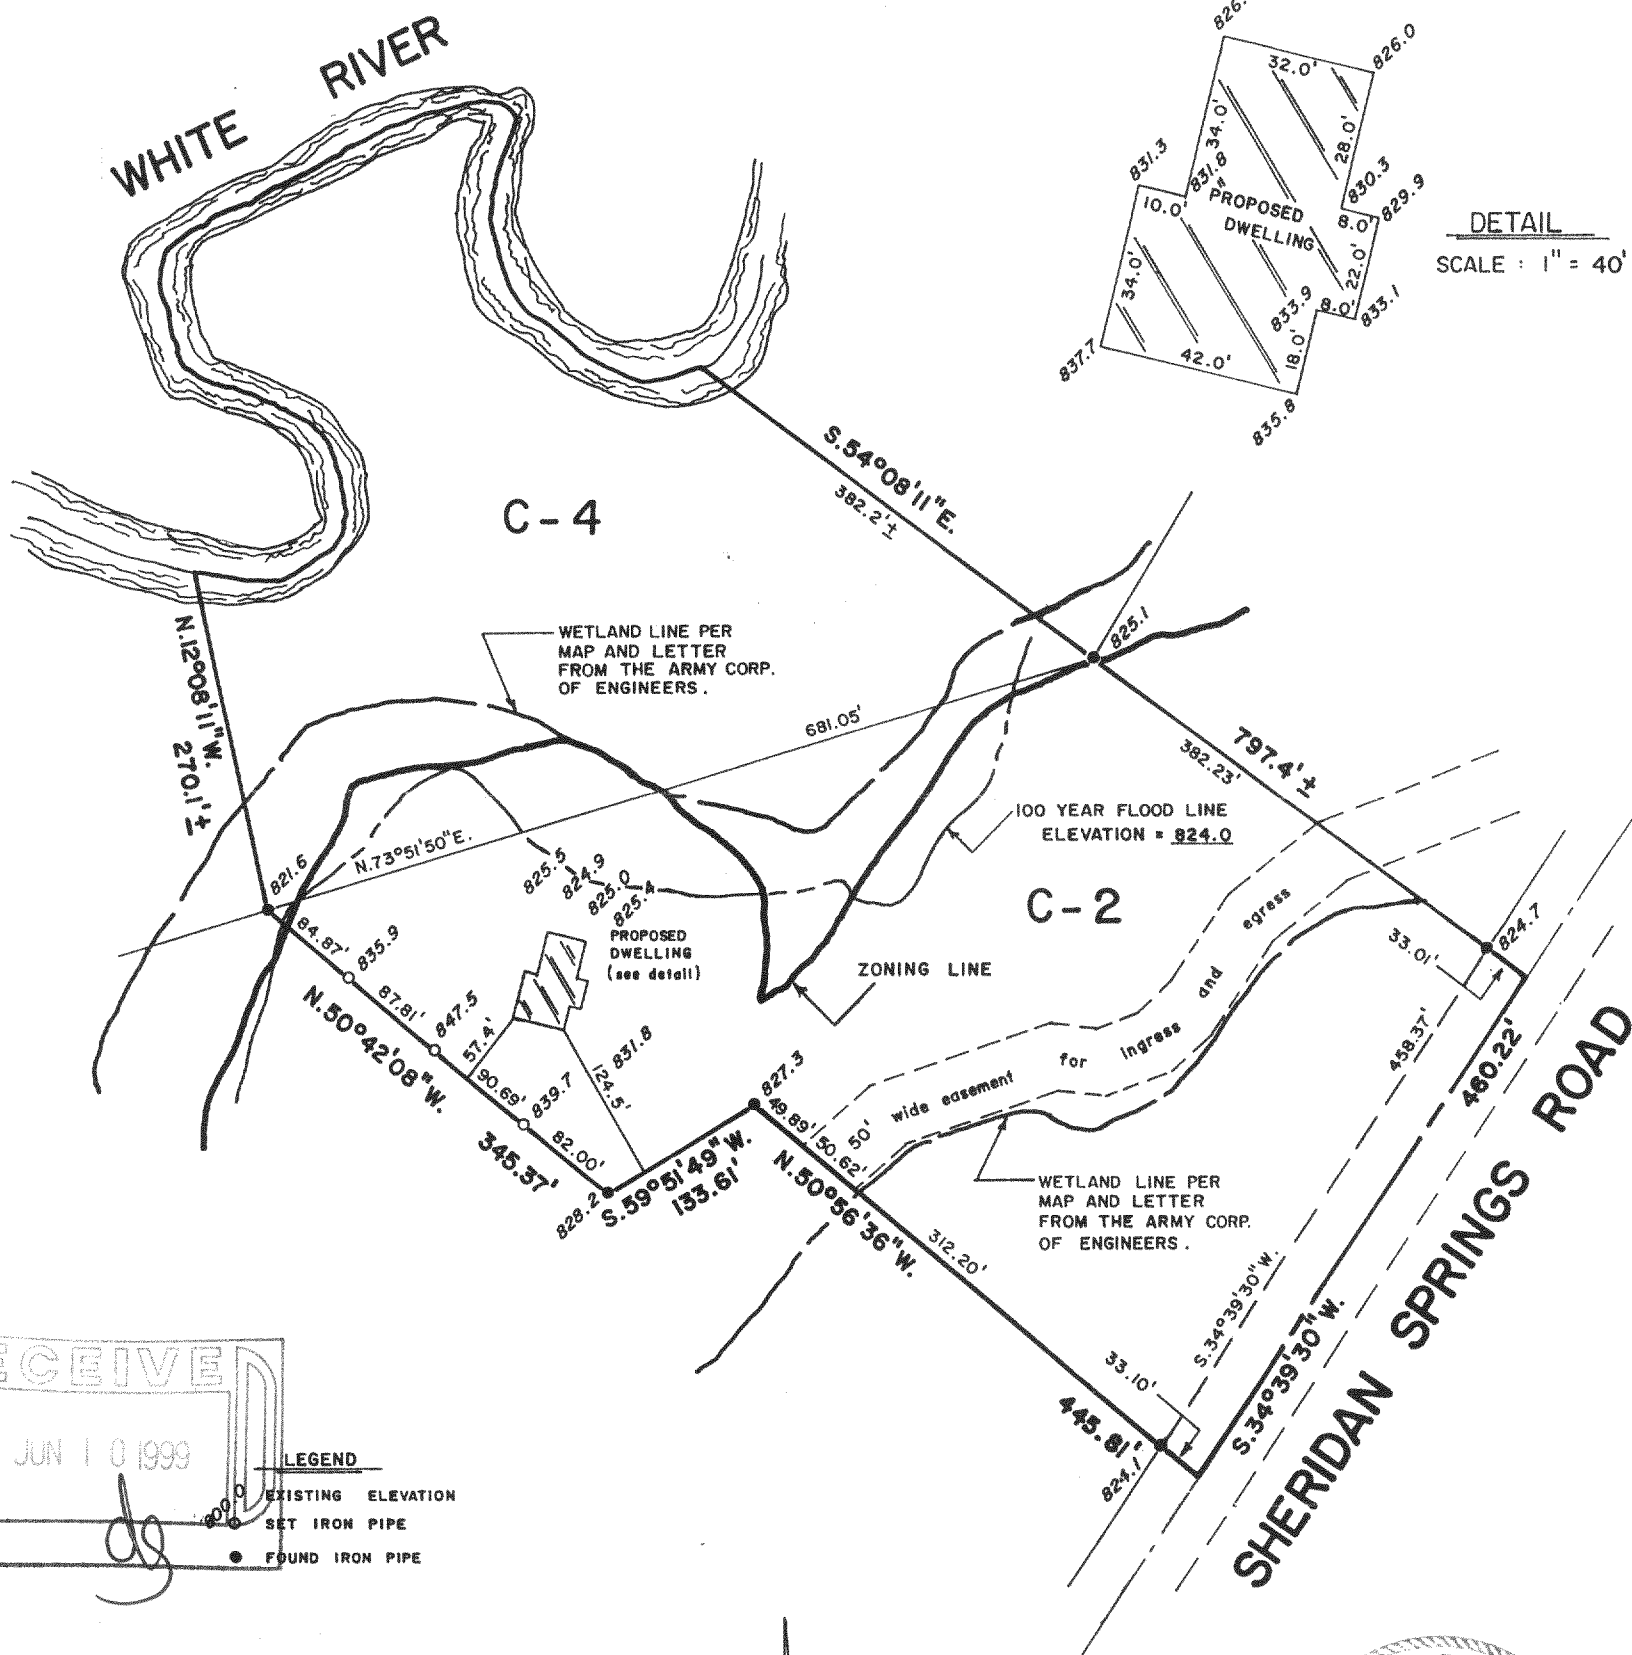 WHITE RIVER
826.
826.0
32.0'
34.0'
28.0'
831.3
831.8
830.3
829.9
10.0'
PROPOSED
DWELLING
8.0'
22.0'
34.0'
833.9
8.0'
833.1
18.0'
42.0'
837.7
835.8
DETAIL
SCALE : 1" = 40'
S.54°08'11"E.
382.2'±
C-4
825.1
N.12°08'11"W.
270.1'±
WETLAND LINE PER
MAP AND LETTER
FROM THE ARMY CORP.
OF ENGINEERS.
681.05'
797.4'±
382.23'
100 YEAR FLOOD LINE
ELEVATION = 824.0
N.73°51'50"E.
821.6
825.5
824.9
825.0
825.4
C-2
PROPOSED
DWELLING
(see detail)
ZONING LINE
84.87'
835.9
87.81'
847.5
N.50°42'08"W.
57.4'
90.69'
839.7
124.5'
831.8
82.00'
345.37'
828.2
S.59°51'49"W.
133.61'
827.3
49.89'
50.62'
50' wide easement for ingress and egress
33.01'
824.7
458.37'
460.22'
N.50°56'36"W.
312.20'
WETLAND LINE PER
MAP AND LETTER
FROM THE ARMY CORP.
OF ENGINEERS.
S.34°39'30"W.
S.34°39'30"W.
33.10'
445.81'
824.1
SHERIDAN SPRINGS ROAD
ECEIVED
JUN 10 1999
LEGEND
800.0 EXISTING ELEVATION
SET IRON PIPE
FOUND IRON PIPE